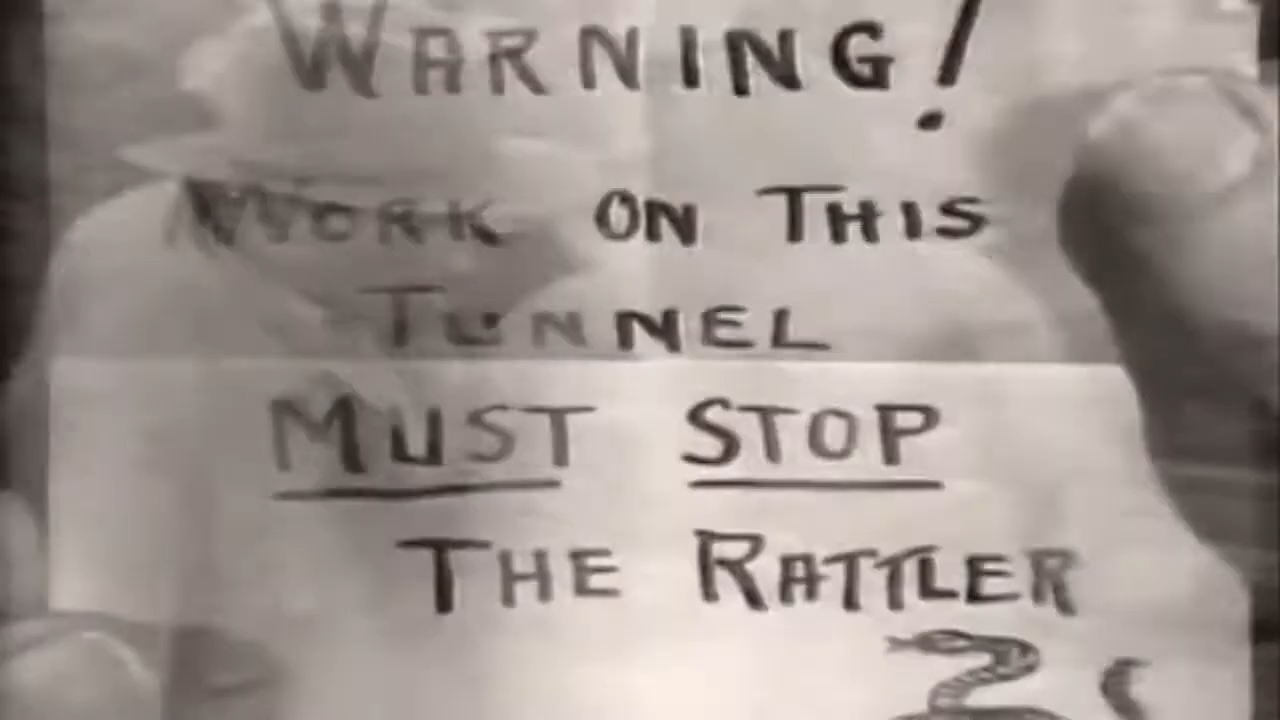 WARNING!
WORK ON THIS
TUNNEL
MUST STOP
THE RATTLER